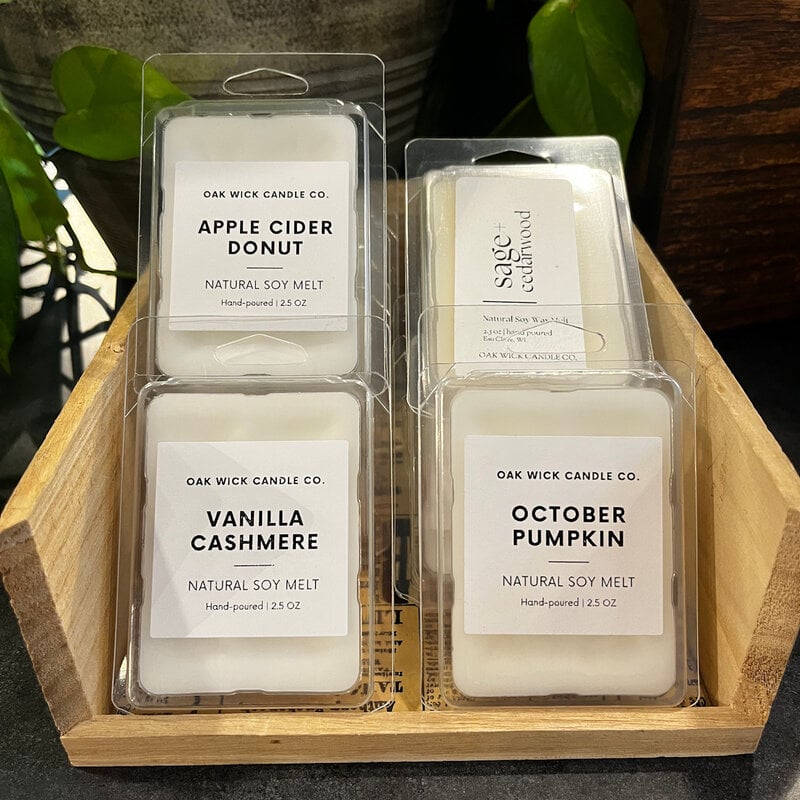 OAK WICK CANDLE CO.
APPLE CIDER
DONUT
NATURAL SOY MELT
Hand-poured | 2.5 OZ
sage+
cedarwood
Natural Soy Wax Melt
2.5 oz | hand poured
Eau Claire, WI.
OAK WICK CANDLE CO.
OAK WICK CANDLE CO.
VANILLA
CASHMERE
NATURAL SOY MELT
Hand-poured | 2.5 OZ
OAK WICK CANDLE CO.
OCTOBER
PUMPKIN
NATURAL SOY MELT
Hand-poured | 2.5 OZ